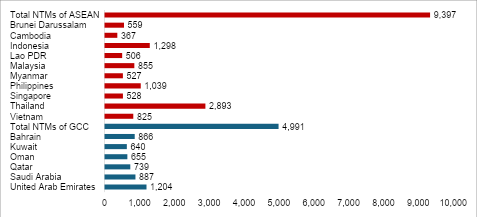 Total NTMs of ASEAN 9,397
Brunei Darussalam 559
Cambodia 367
Indonesia 1,298
Lao PDR 506
Malaysia 855
Myanmar 527
Philippines 1,039
Singapore 528
Thailand 2,893
Vietnam 825
Total NTMs of GCC 4,991
Bahrain 866
Kuwait 640
Oman 655
Qatar 739
Saudi Arabia 887
United Arab Emirates 1,204
0 1,000 2,000 3,000 4,000 5,000 6,000 7,000 8,000 9,000 10,000